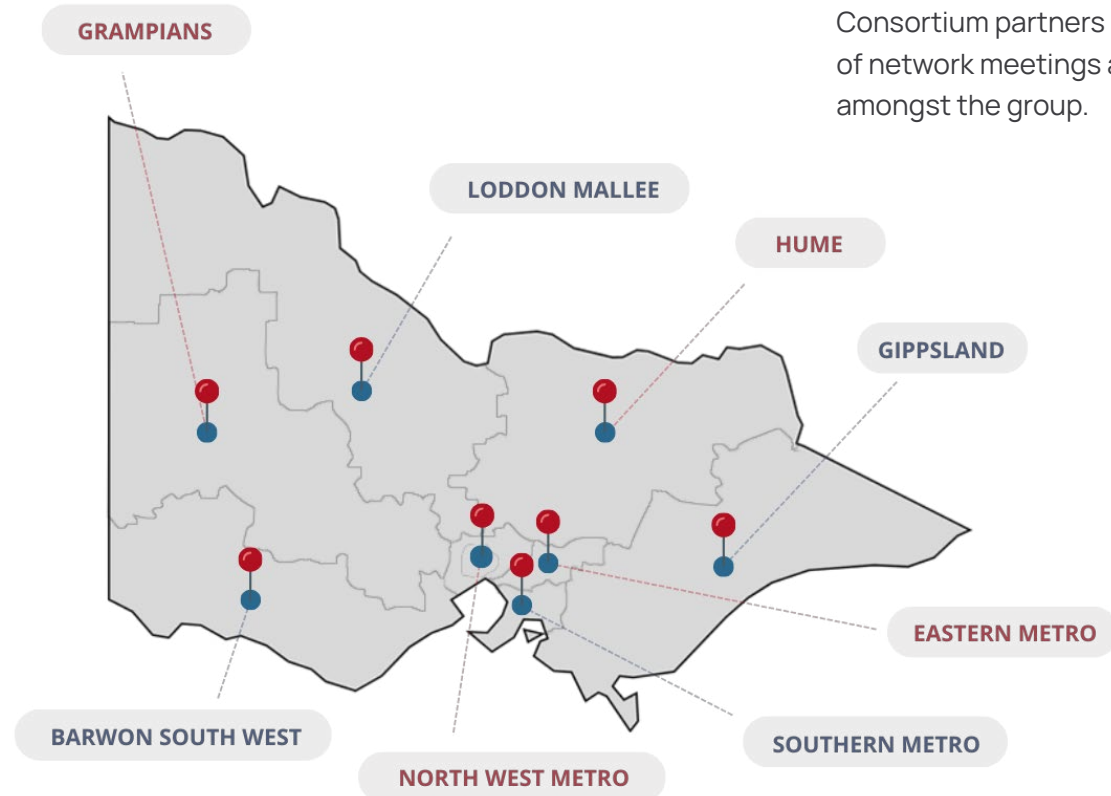 GRAMPIANS
Consortium partners
of network meetings
amongst the group.
LODDON MALLEE
HUME
GIPPSLAND
EASTERN METRO
BARWON SOUTH WEST
SOUTHERN METRO
NORTH WEST METRO